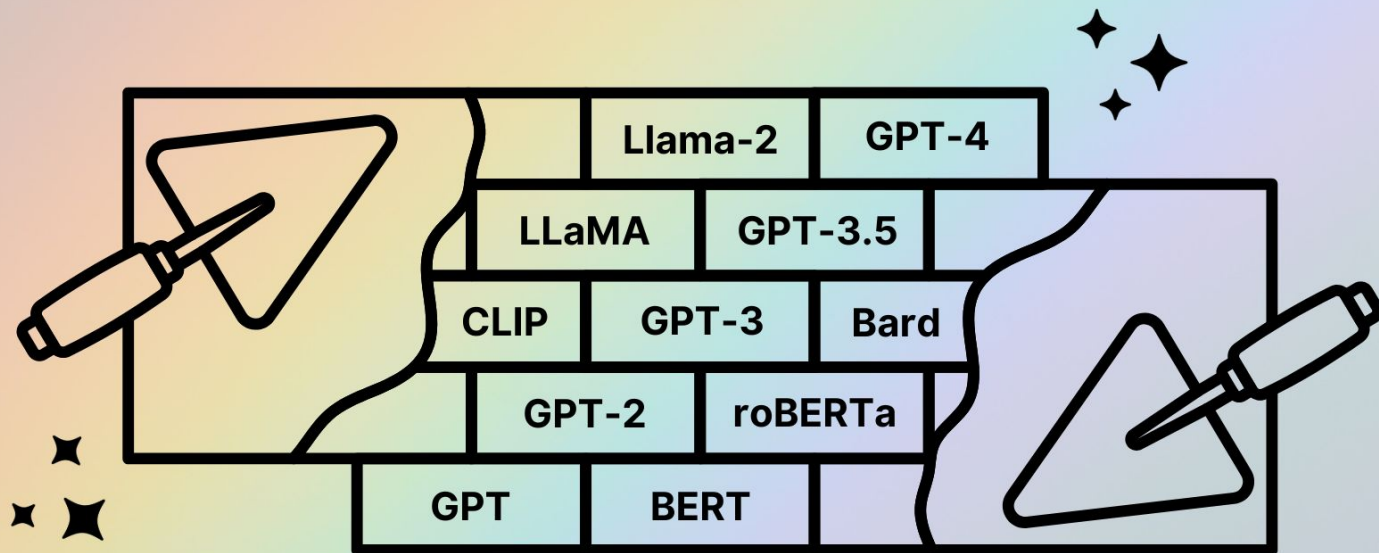 Llama-2 GPT-4
LLaMA GPT-3.5
CLIP GPT-3 Bard
GPT-2 roBERTa
GPT BERT